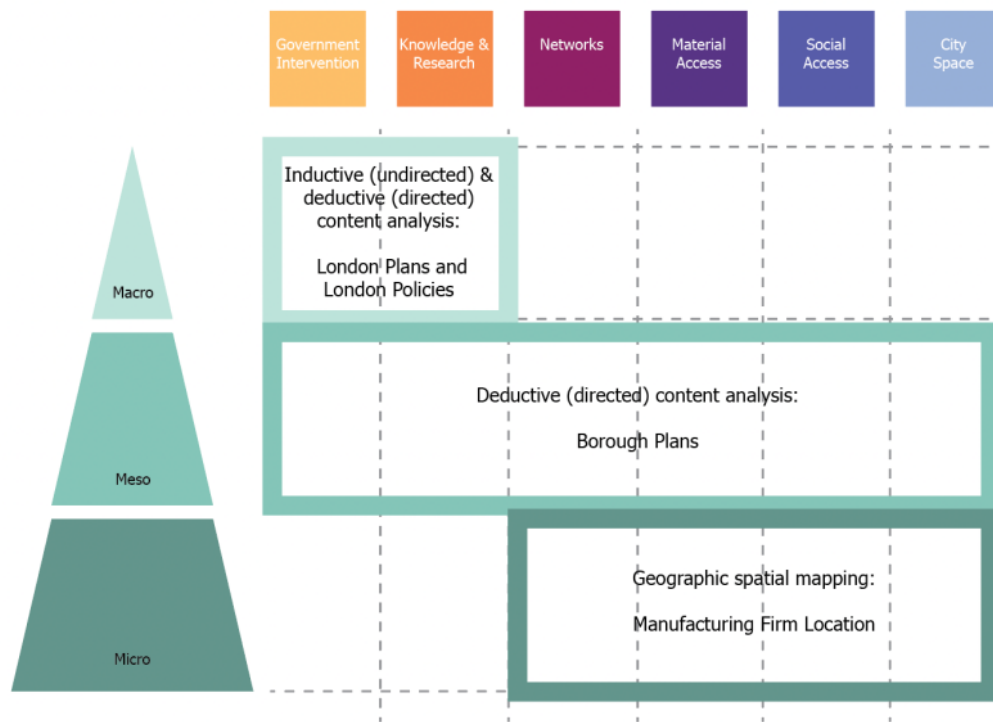 Government
Intervention
Knowledge &
Research
Networks
Material
Access
Social
Access
City
Space
Inductive (undirected) &
deductive (directed)
content analysis:
London Plans and
London Policies
Macro
Deductive (directed) content analysis:
Borough Plans
Meso
Geographic spatial mapping:
Manufacturing Firm Location
Micro